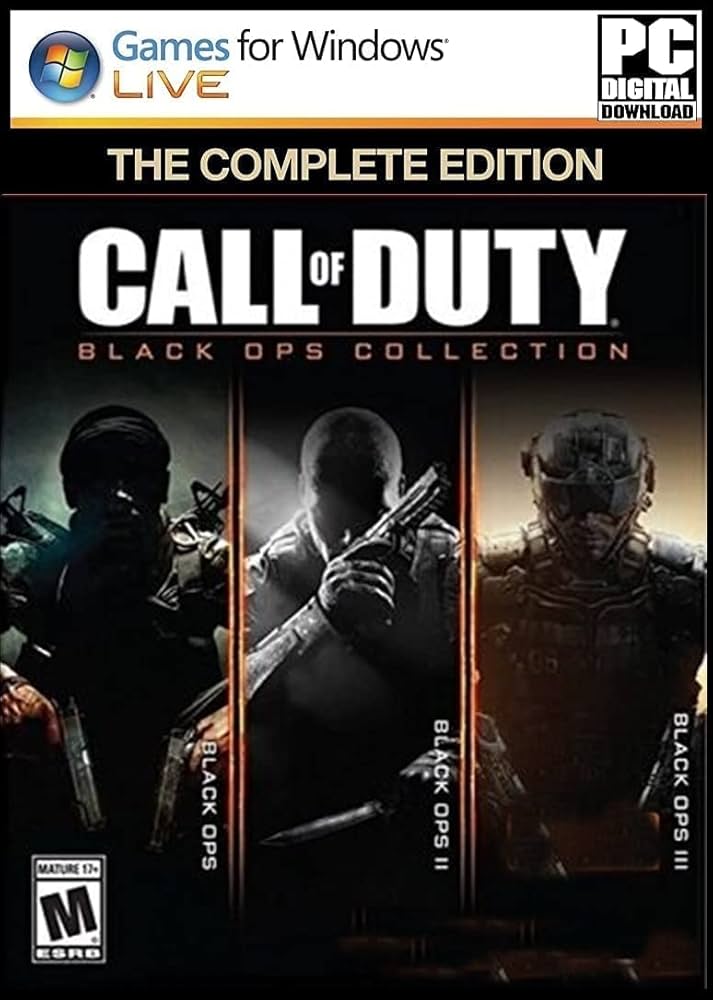 Games for Windows®
LIVE
PC
DIGITAL
DOWNLOAD
THE COMPLETE EDITION
CALL OF DUTY®
BLACK OPS COLLECTION
BLACK OPS
BLACK OPS II
BLACK OPS III
MATURE 17+
M
ESRB